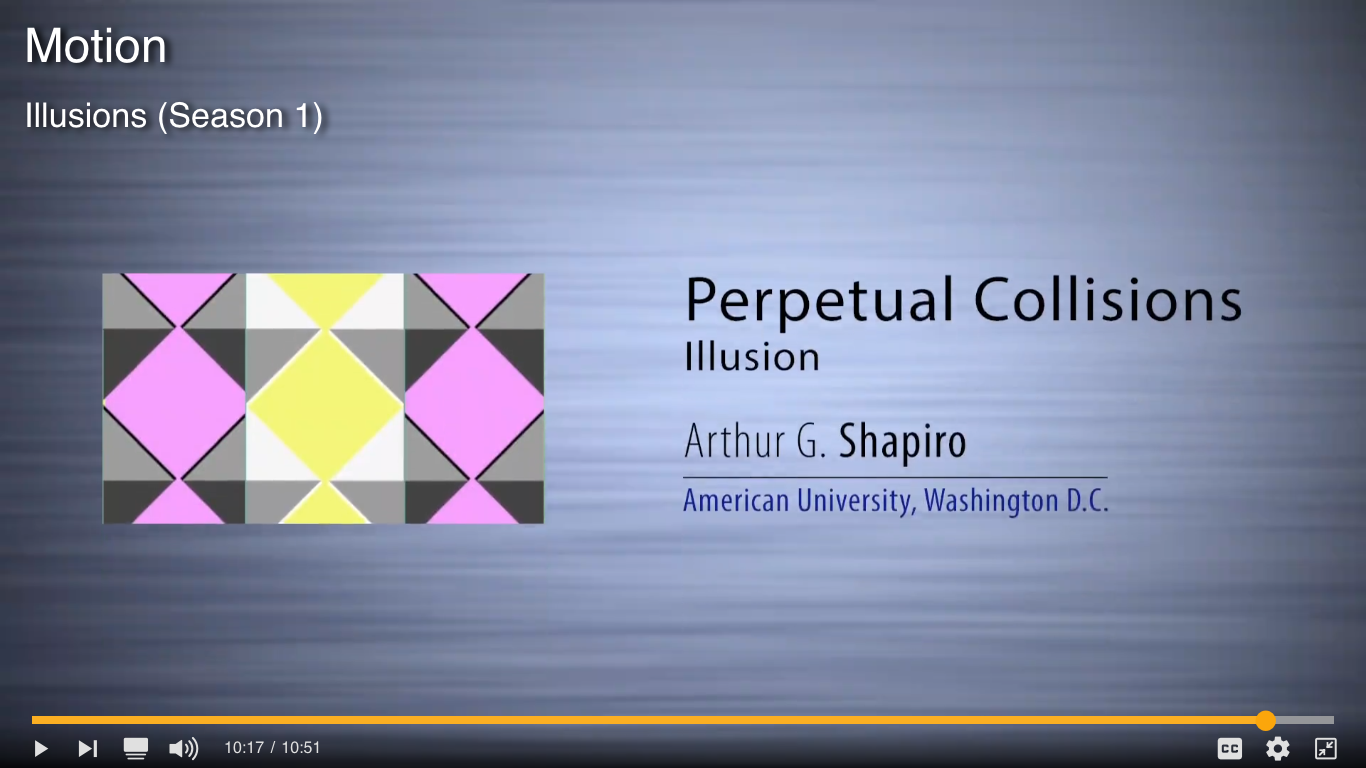 Motion
Illusions (Season 1)
Perpetual Collisions
Illusion
Arthur G. Shapiro
American University, Washington D.C.
10:17 / 10:51
CC